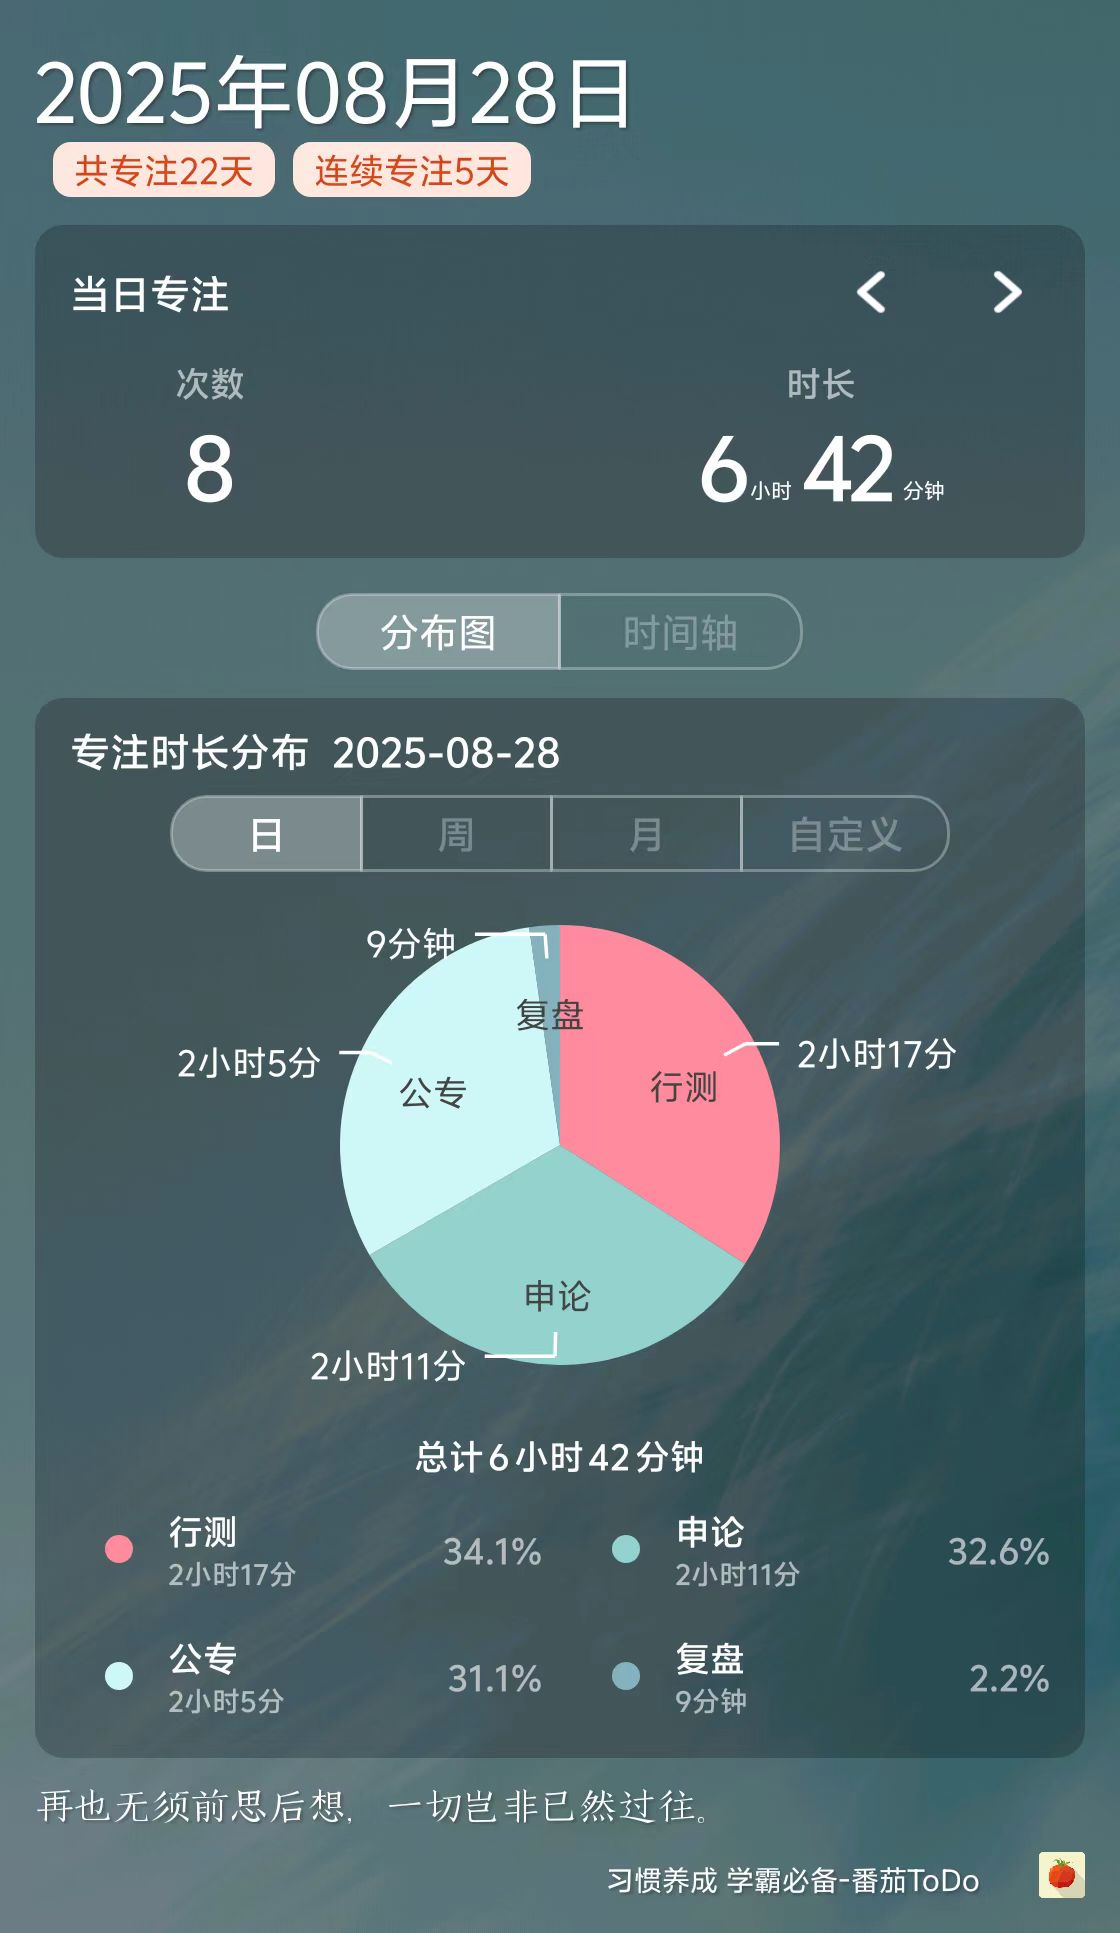 2025年08月28日
共专注22天 连续专注5天
当日专注
次数 时长
8 6小时42分钟
分布图 时间轴
专注时长分布 2025-08-28
日 周 月 自定义
9分钟
复盘
2小时5分
公专
行测
2小时17分
申论
2小时11分
总计6小时42分钟
行测 34.1% 申论 32.6%
2小时17分 2小时11分
公专 31.1% 复盘 2.2%
2小时5分 9分钟
再也无须前思后想,一切岂非已然过往。
习惯养成 学霸必备-番茄ToDo